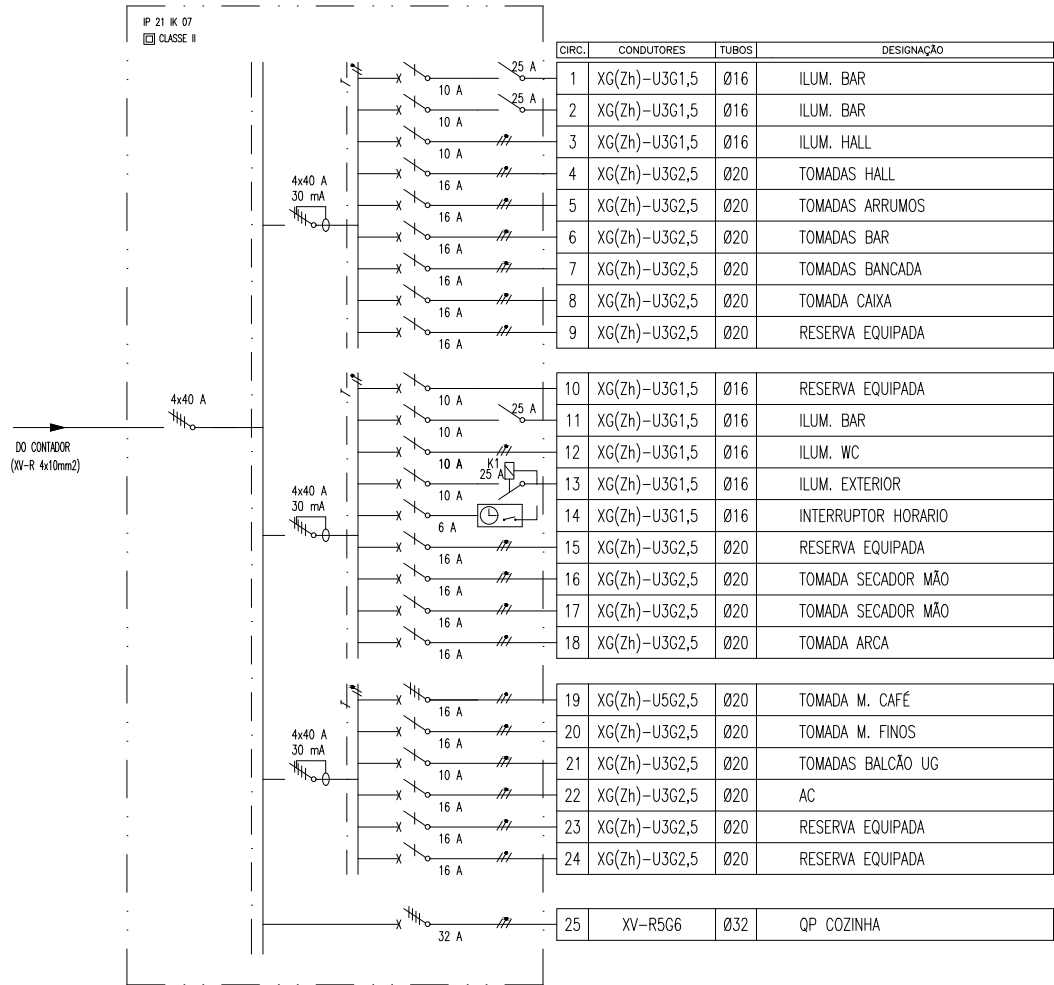 IP 21 IK 07
CLASSE II
CIRC. CONDUTORES TUBOS DESIGNAÇÃO
25 A
10 A
1 XG(Zh)-U3G1,5 Ø16 ILUM. BAR
25 A
10 A
2 XG(Zh)-U3G1,5 Ø16 ILUM. BAR
10 A
3 XG(Zh)-U3G1,5 Ø16 ILUM. HALL
16 A
4 XG(Zh)-U3G2,5 Ø20 TOMADAS HALL
4x40 A
30 mA
16 A
5 XG(Zh)-U3G2,5 Ø20 TOMADAS ARRUMOS
16 A
6 XG(Zh)-U3G2,5 Ø20 TOMADAS BAR
16 A
7 XG(Zh)-U3G2,5 Ø20 TOMADAS BANCADA
16 A
8 XG(Zh)-U3G2,5 Ø20 TOMADA CAIXA
16 A
9 XG(Zh)-U3G2,5 Ø20 RESERVA EQUIPADA
10 A
10 XG(Zh)-U3G1,5 Ø16 RESERVA EQUIPADA
4x40 A
DO CONTADOR
(XV-R 4x10mm2)
25 A
10 A
11 XG(Zh)-U3G1,5 Ø16 ILUM. BAR
10 A
12 XG(Zh)-U3G1,5 Ø16 ILUM. WC
K1
25 A
10 A
13 XG(Zh)-U3G1,5 Ø16 ILUM. EXTERIOR
4x40 A
30 mA
6 A
14 XG(Zh)-U3G1,5 Ø16 INTERRUPTOR HORARIO
16 A
15 XG(Zh)-U3G2,5 Ø20 RESERVA EQUIPADA
16 A
16 XG(Zh)-U3G2,5 Ø20 TOMADA SECADOR MÃO
16 A
17 XG(Zh)-U3G2,5 Ø20 TOMADA SECADOR MÃO
16 A
18 XG(Zh)-U3G2,5 Ø20 TOMADA ARCA
16 A
19 XG(Zh)-U5G2,5 Ø20 TOMADA M. CAFÉ
16 A
20 XG(Zh)-U3G2,5 Ø20 TOMADA M. FINOS
4x40 A
30 mA
10 A
21 XG(Zh)-U3G2,5 Ø20 TOMADAS BALCÃO UG
16 A
22 XG(Zh)-U3G2,5 Ø20 AC
16 A
23 XG(Zh)-U3G2,5 Ø20 RESERVA EQUIPADA
16 A
24 XG(Zh)-U3G2,5 Ø20 RESERVA EQUIPADA
32 A
25 XV-R5G6 Ø32 QP COZINHA